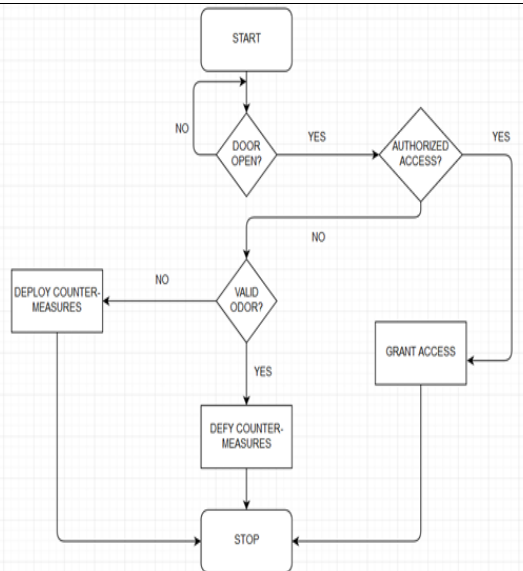 START
NO
DOOR
OPEN?
YES
AUTHORIZED
ACCESS?
YES
NO
DEPLOY COUNTER-
MEASURES
NO
VALID
ODOR?
GRANT ACCESS
YES
DEFY COUNTER-
MEASURES
STOP